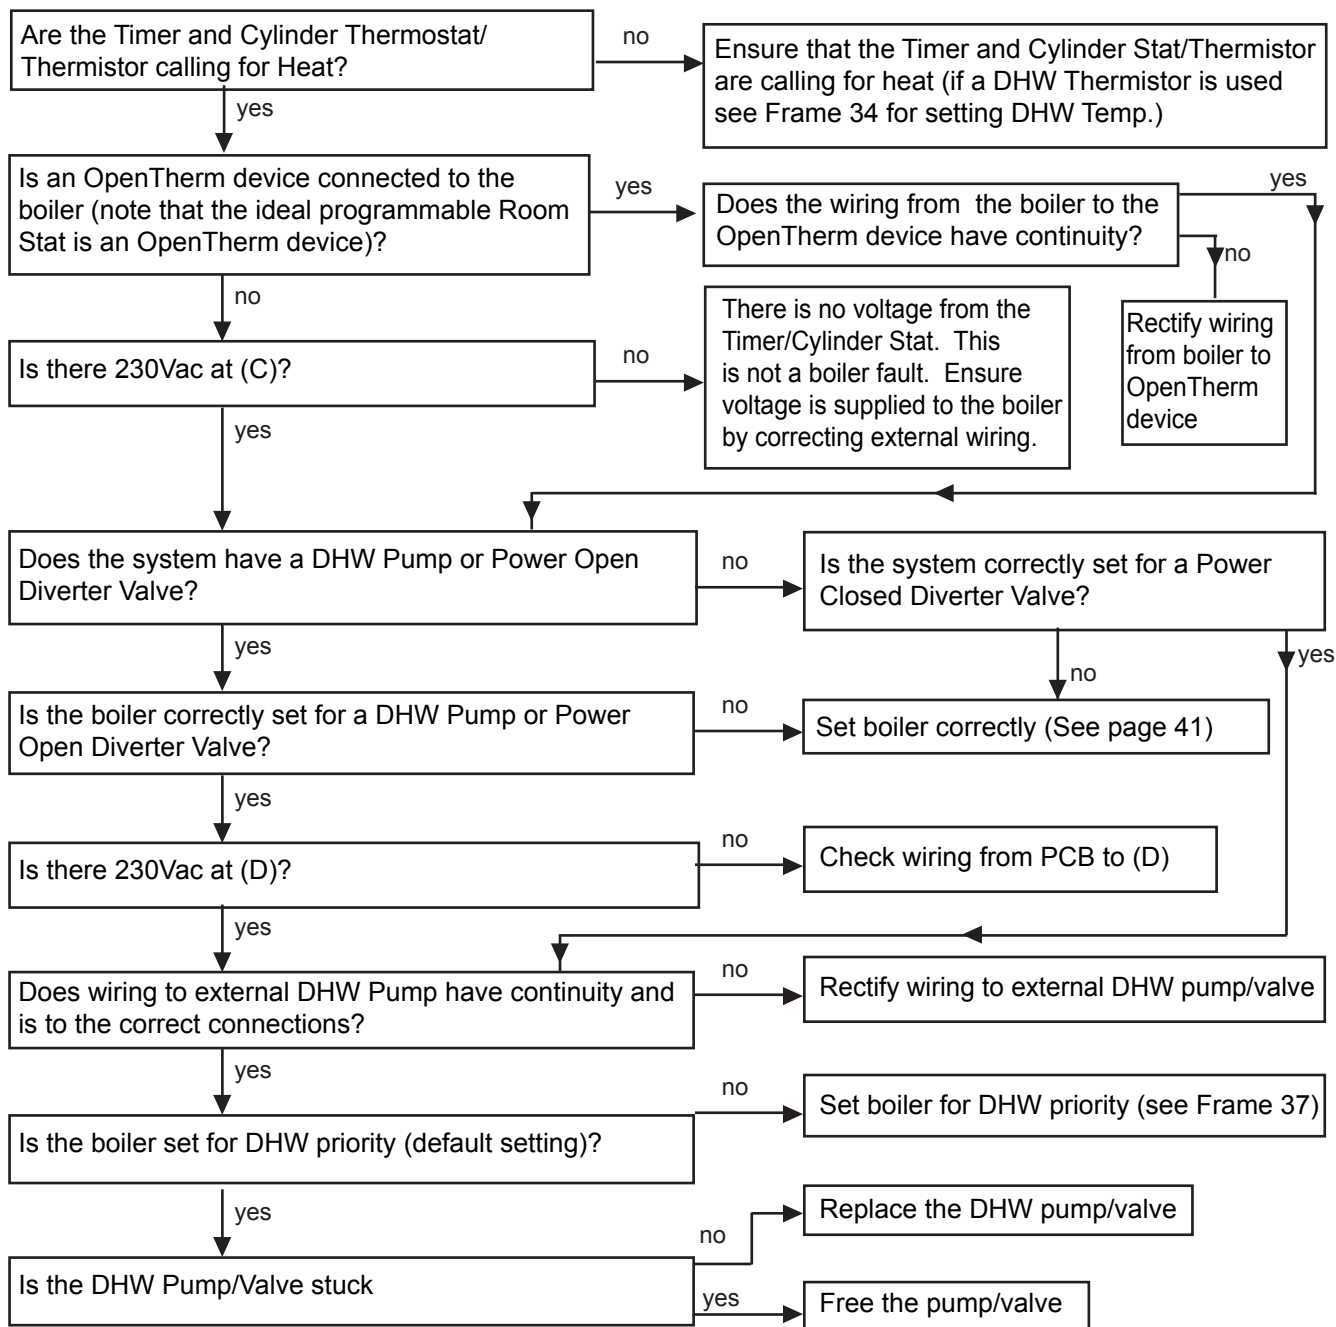 Are the Timer and Cylinder Thermostat/
Thermistor calling for Heat?
no
Ensure that the Timer and Cylinder Stat/Thermistor
are calling for heat (if a DHW Thermistor is used
see Frame 34 for setting DHW Temp.)
yes
Is an OpenTherm device connected to the
boiler (note that the ideal programmable Room
Stat is an OpenTherm device)?
yes
Does the wiring from the boiler to the
OpenTherm device have continuity?
yes
no
Rectify wiring
from boiler to
OpenTherm
device
no
Is there 230Vac at (C)?
no
There is no voltage from the
Timer/Cylinder Stat. This
is not a boiler fault. Ensure
voltage is supplied to the boiler
by correcting external wiring.
yes
Does the system have a DHW Pump or Power Open
Diverter Valve?
no
Is the system correctly set for a Power
Closed Diverter Valve?
yes
no
yes
Is the boiler correctly set for a DHW Pump or Power
Open Diverter Valve?
no
Set boiler correctly (See page 41)
yes
Is there 230Vac at (D)?
no
Check wiring from PCB to (D)
yes
Does wiring to external DHW Pump have continuity and
is to the correct connections?
no
Rectify wiring to external DHW pump/valve
yes
Is the boiler set for DHW priority (default setting)?
no
Set boiler for DHW priority (see Frame 37)
yes
Is the DHW Pump/Valve stuck
no
Replace the DHW pump/valve
yes
Free the pump/valve